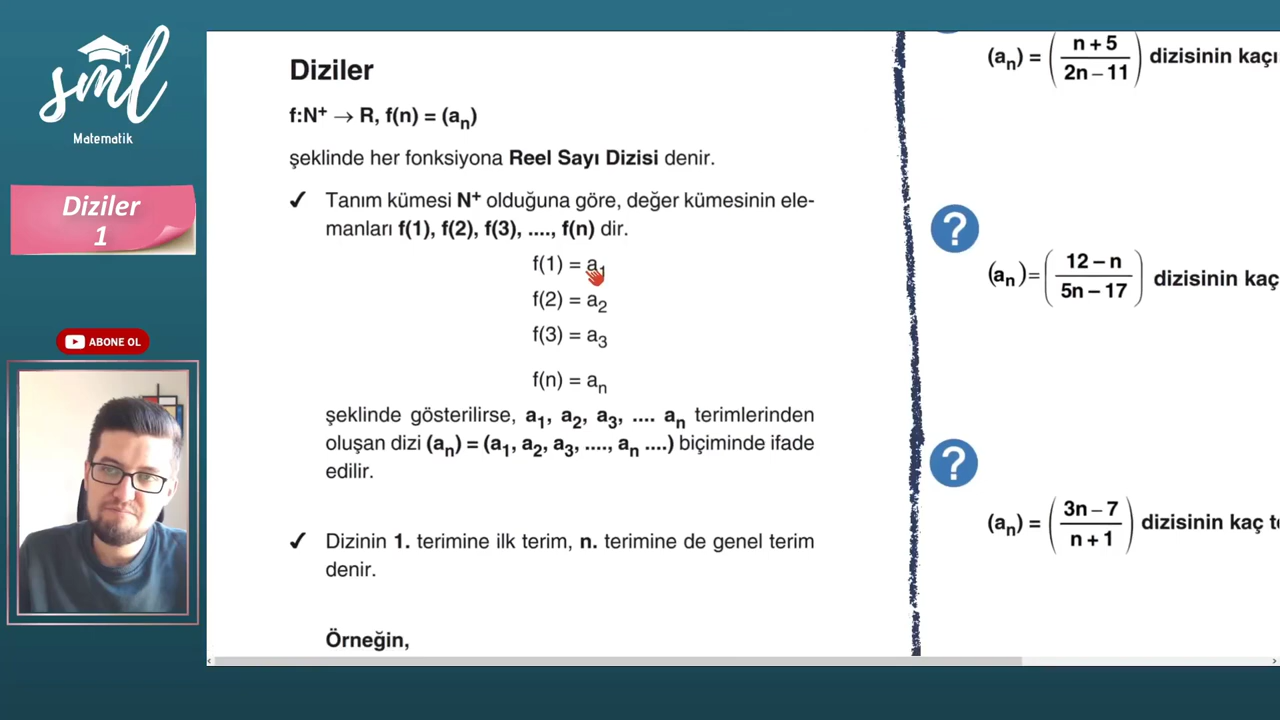 sml
Matematik
Diziler
1
ABONE OL
Diziler
f:N⁺ → R, f(n) = (aₙ)
şeklinde her fonksiyona Reel Sayı Dizisi denir.
✓ Tanım kümesi N⁺ olduğuna göre, değer kümesinin ele-
manları f(1), f(2), f(3), ...., f(n) dir.
f(1) = a₁
f(2) = a₂
f(3) = a₃
f(n) = aₙ
şeklinde gösterilirse, a₁, a₂, a₃, .... aₙ terimlerinden
oluşan dizi (aₙ) = (a₁, a₂, a₃, ...., aₙ ....) biçiminde ifade
edilir.
✓ Dizinin 1. terimine ilk terim, n. terimine de genel terim
denir.
Örneğin,
(aₙ) = (n + 5 / 2n – 11) dizisinin kaçı
?
(aₙ) = (12 – n / 5n – 17) dizisinin kaç
?
(aₙ) = (3n – 7 / n + 1) dizisinin kaç te